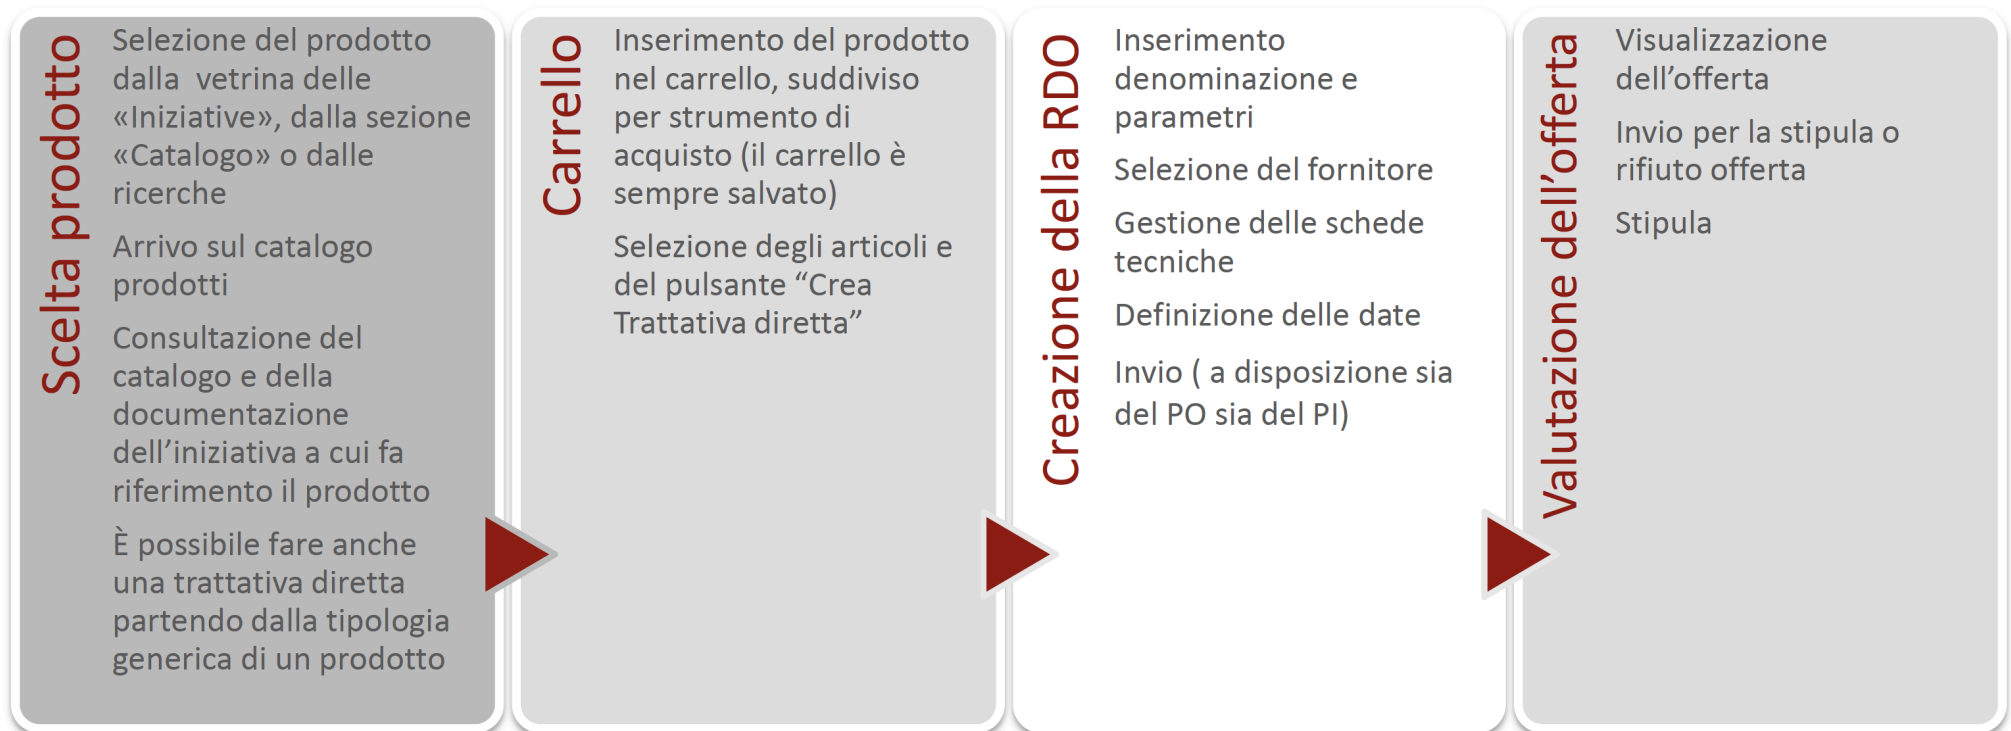 Scelta prodotto
Selezione del prodotto
dalla vetrina delle
«Iniziative», dalla sezione
«Catalogo» o dalle
ricerche
Arrivo sul catalogo
prodotti
Consultazione del
catalogo e della
documentazione
dell’iniziativa a cui fa
riferimento il prodotto
È possibile fare anche
una trattativa diretta
partendo dalla tipologia
generica di un prodotto
Carrello
Inserimento del prodotto
nel carrello, suddiviso
per strumento di
acquisto (il carrello è
sempre salvato)
Selezione degli articoli e
del pulsante “Crea
Trattativa diretta”
Creazione della RDO
Inserimento
denominazione e
parametri
Selezione del fornitore
Gestione delle schede
tecniche
Definizione delle date
Invio ( a disposizione sia
del PO sia del PI)
Valutazione dell’offerta
Visualizzazione
dell’offerta
Invio per la stipula o
rifiuto offerta
Stipula